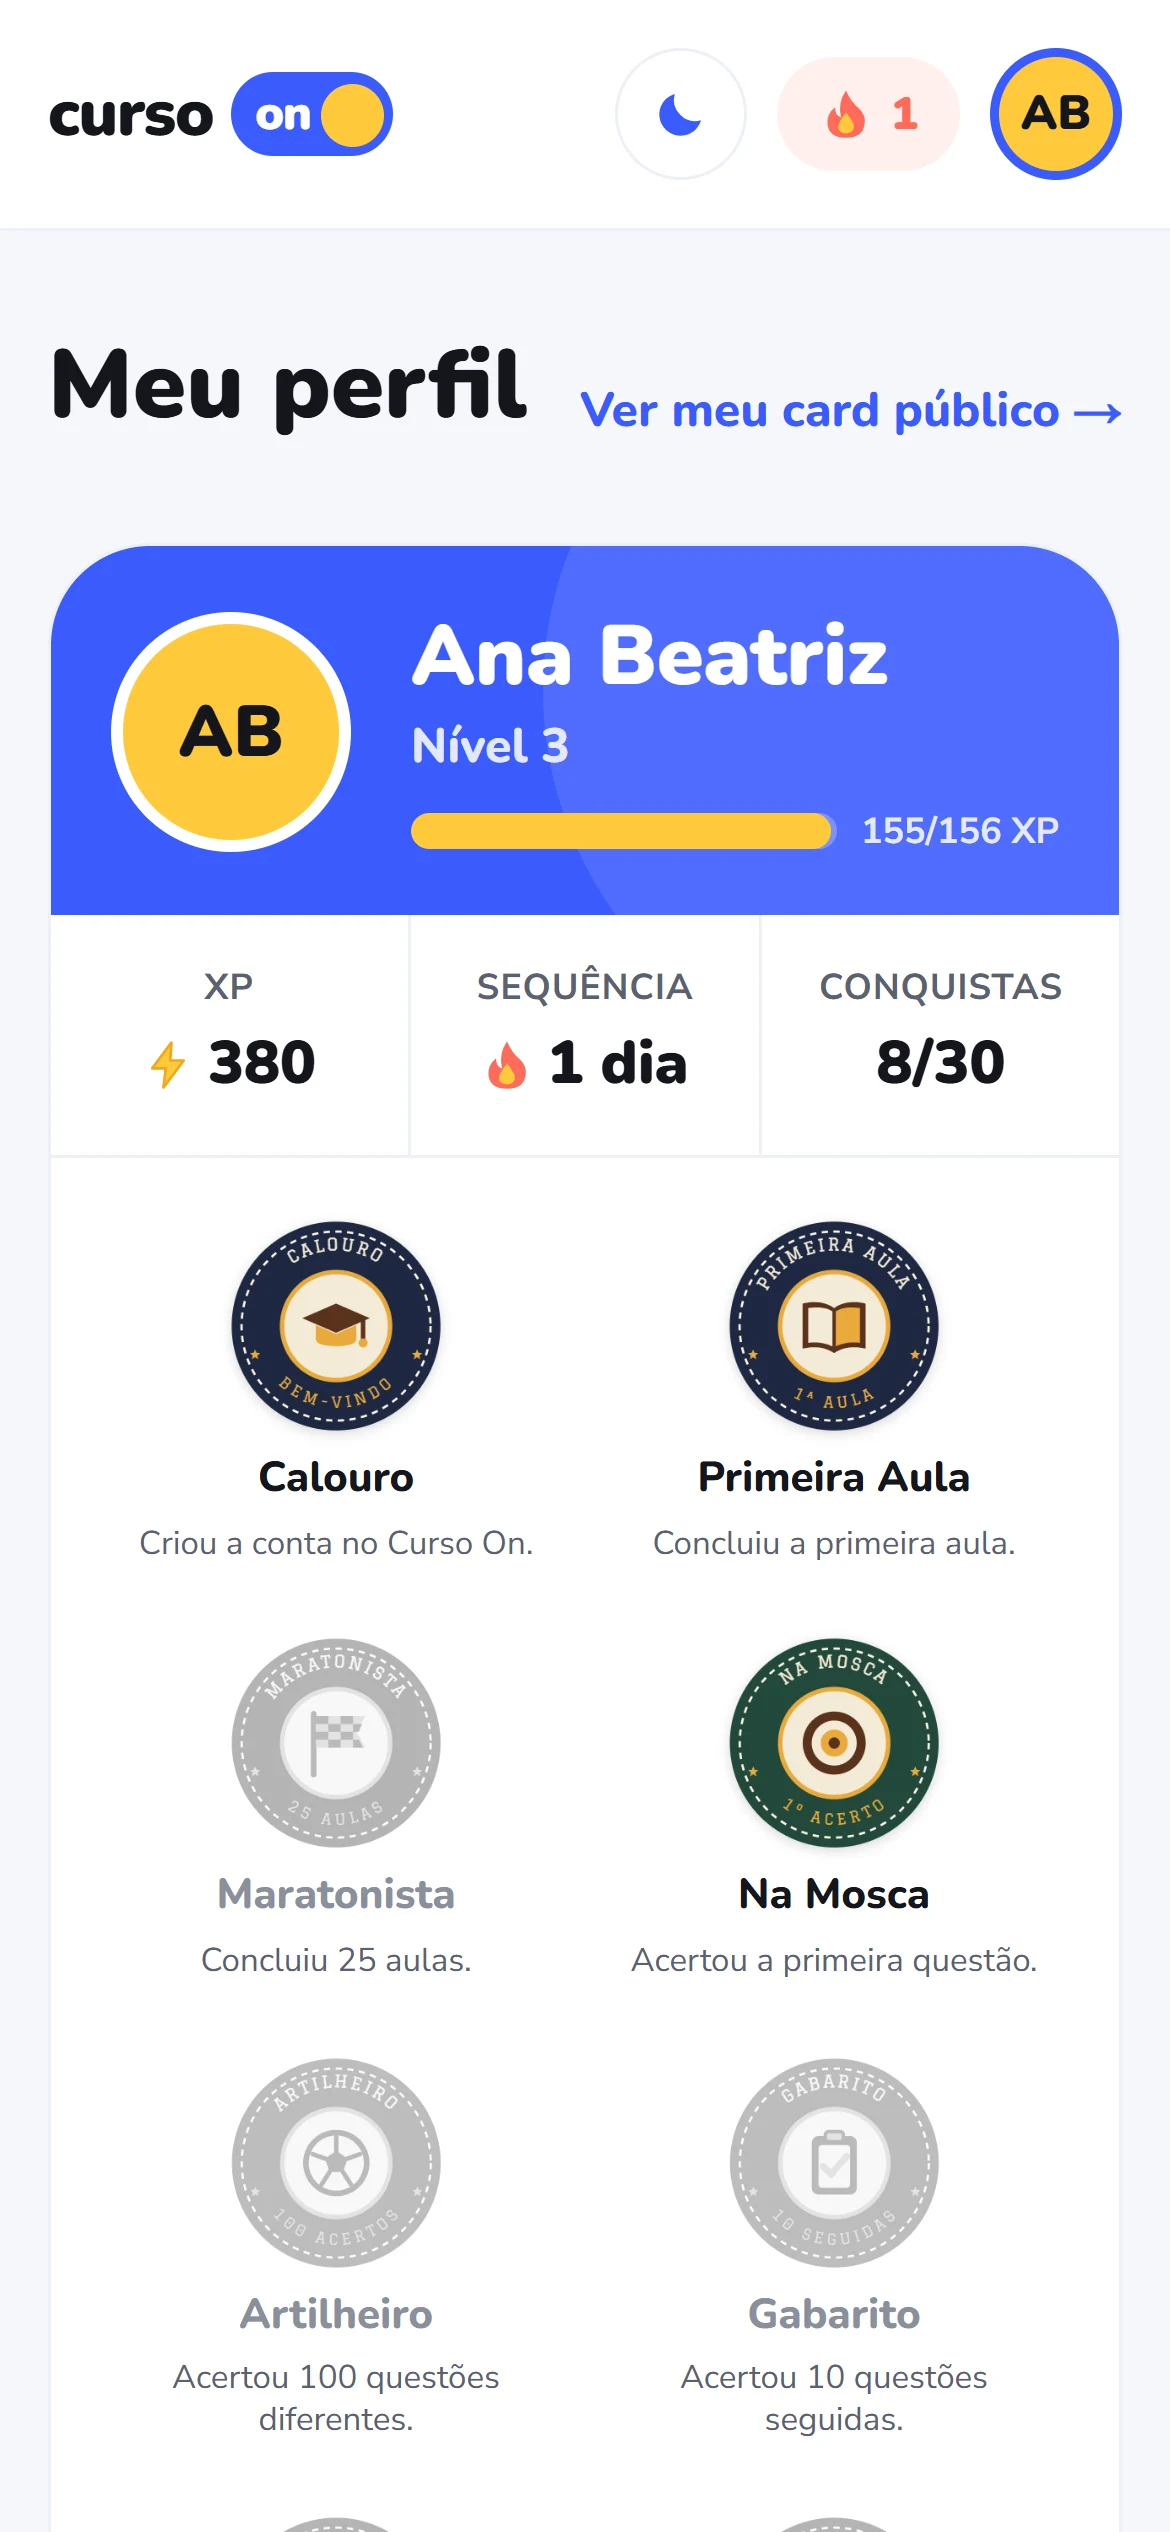 curso on
1
AB
Meu perfil
Ver meu card público →
AB
Ana Beatriz
Nível 3
155/156 XP
XP
380
SEQUÊNCIA
1 dia
CONQUISTAS
8/30
CALOURO
BEM-VINDO
Calouro
Criou a conta no Curso On.
PRIMEIRA AULA
1ª AULA
Primeira Aula
Concluiu a primeira aula.
MARATONISTA
25 AULAS
Maratonista
Concluiu 25 aulas.
NA MOSCA
1º ACERTO
Na Mosca
Acertou a primeira questão.
ARTILHEIRO
100 ACERTOS
Artilheiro
Acertou 100 questões
diferentes.
GABARITO
10 SEGUIDAS
Gabarito
Acertou 10 questões
seguidas.